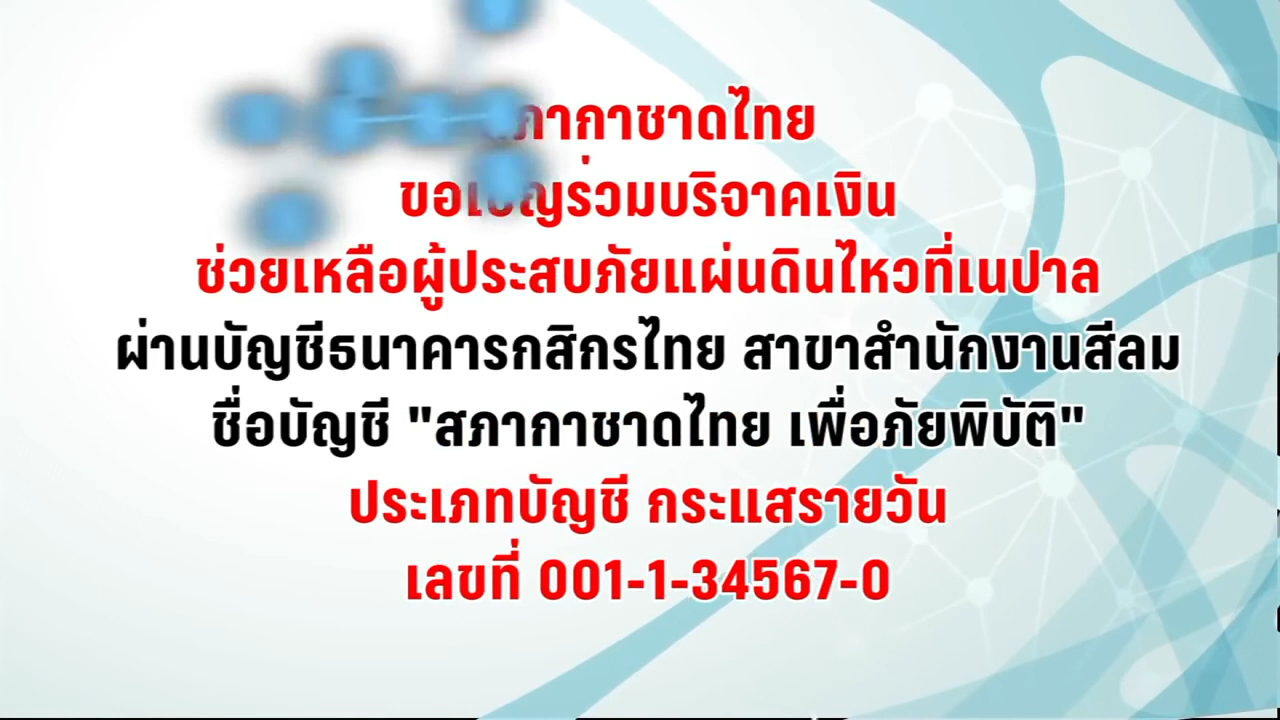 สภากาชาดไทย
ขอเชิญร่วมบริจาคเงิน
ช่วยเหลือผู้ประสบภัยแผ่นดินไหวที่เนปาล
ผ่านบัญชีธนาคารกสิกรไทย สาขาสำนักงานสีลม
ชื่อบัญชี "สภากาชาดไทย เพื่อภัยพิบัติ"
ประเภทบัญชี กระแสรายวัน
เลขที่ 001-1-34567-0